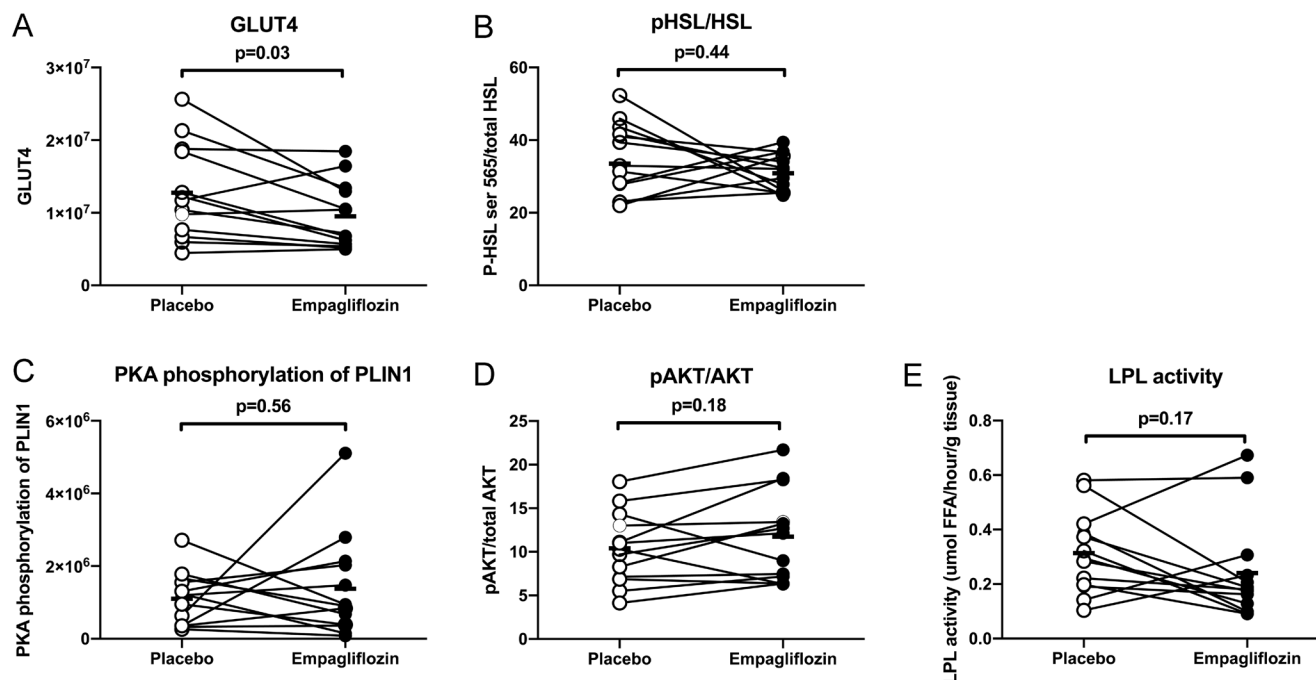 A
GLUT4
p=0.03
3×10⁷
2×10⁷
1×10⁷
0
GLUT4
Placebo
Empagliflozin
B
pHSL/HSL
p=0.44
60
40
20
0
P-HSL ser 565/total HSL
Placebo
Empagliflozin
C
PKA phosphorylation of PLIN1
p=0.56
6×10⁶
4×10⁶
2×10⁶
0
PKA phosphorylation of PLIN1
Placebo
Empagliflozin
D
pAKT/AKT
p=0.18
25
20
15
10
5
0
pAKT/total AKT
Placebo
Empagliflozin
E
LPL activity
p=0.17
0.8
0.6
0.4
0.2
0.0
LPL activity (umol FFA/hour/g tissue)
Placebo
Empagliflozin